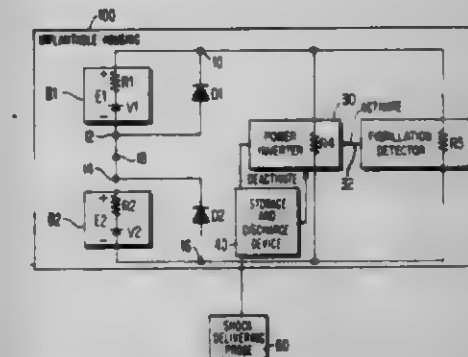 100
IMPLANTABLE HOUSING
10
B1
+
R1
E1
V1
-
D1
12
18
14
B2
+
R2
E2
V2
-
D2
16
30
POWER
INVERTER
R4
ACTIVATE
32
FIBRILLATION
DETECTOR
R5
DEACTIVATE
STORAGE
AND
DISCHARGE
DEVICE
40
SHOCK
DELIVERING
PROBE
60